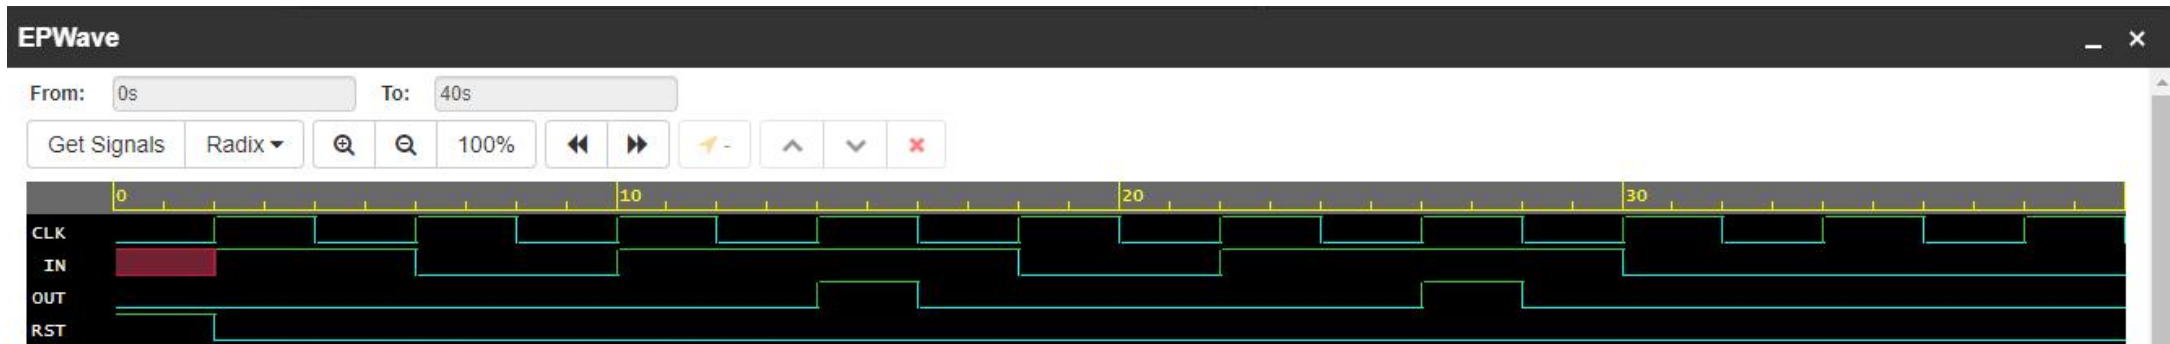 EPWave
From: 0s To: 40s
Get Signals Radix 100% -
0 10 20 30
CLK
IN
OUT
RST